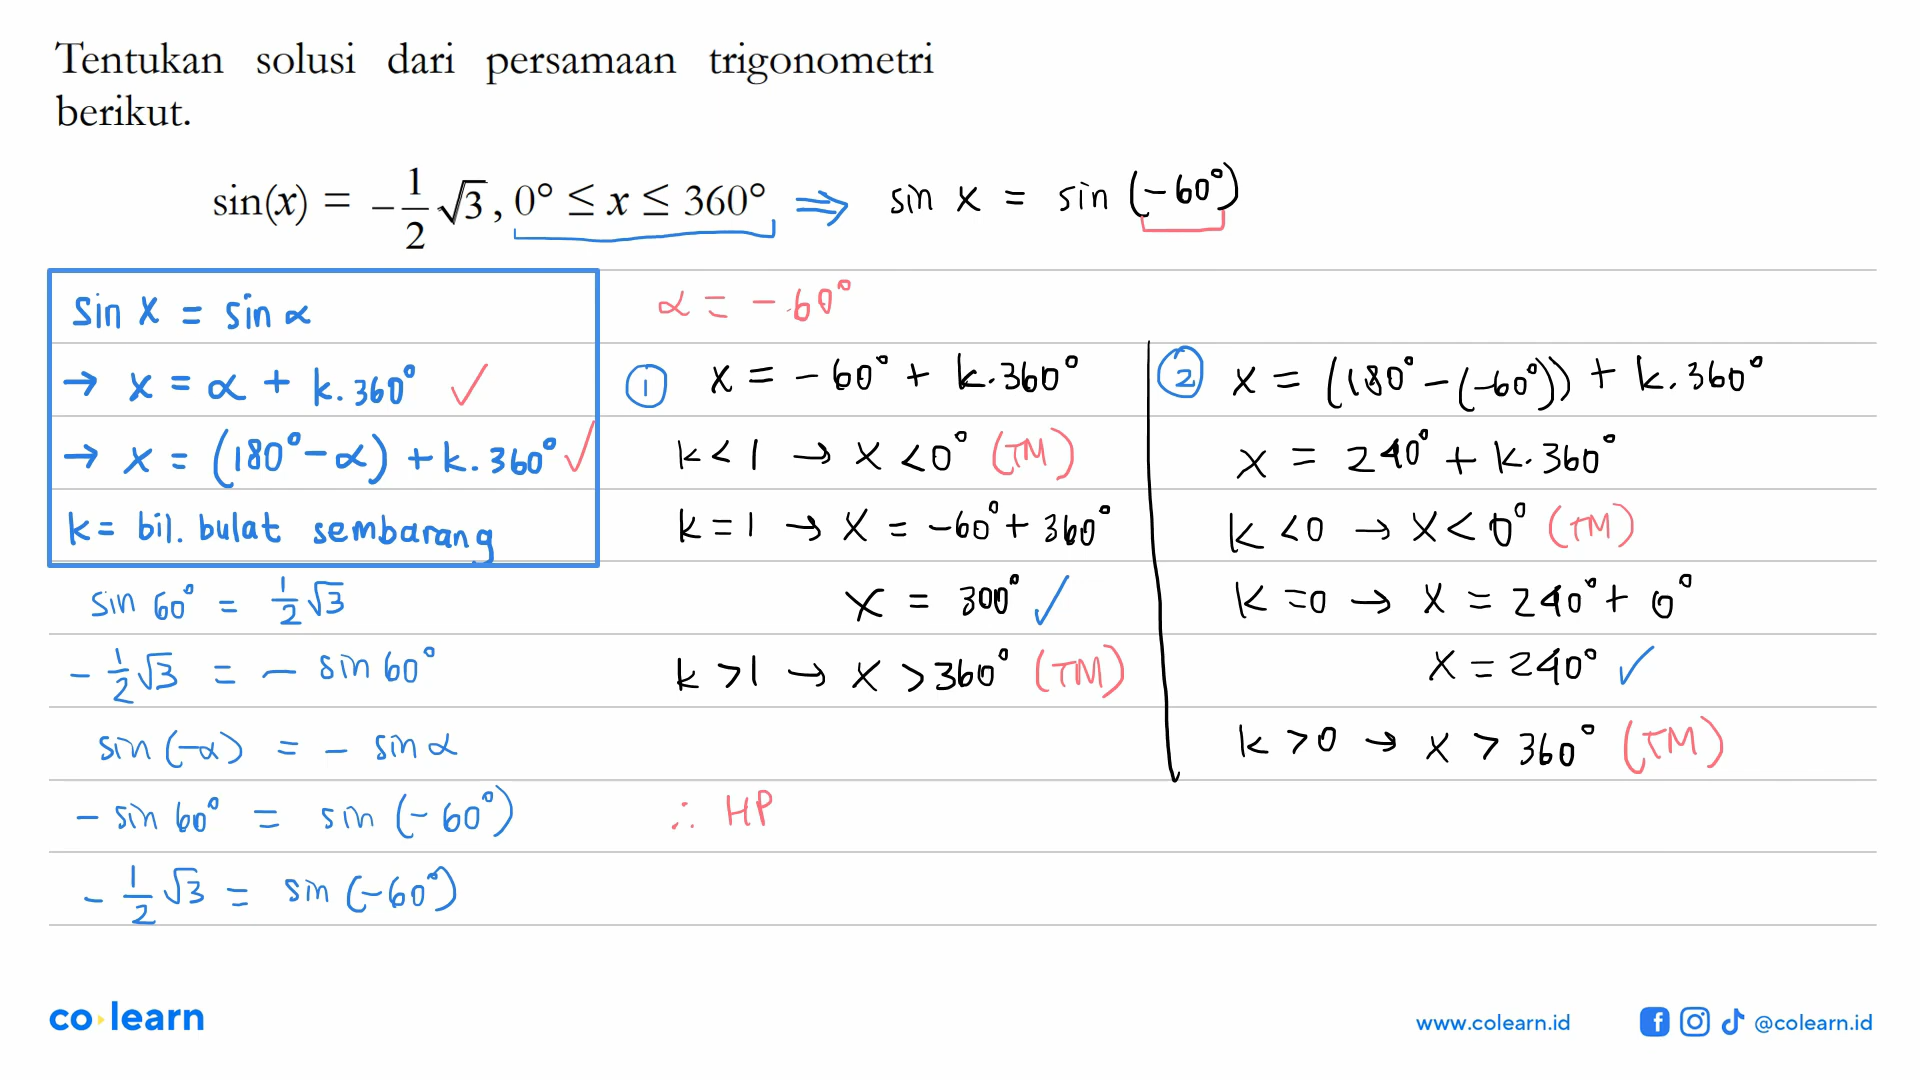 Tentukan solusi dari persamaan trigonometri
berikut.
sin(x) = -1/2 √3, 0° ≤ x ≤ 360° ⇒ sin x = sin (-60°)
sin x = sin α
→ x = α + k.360° ✓
→ x = (180° - α) + k.360° ✓
k = bil. bulat sembarang
sin 60° = 1/2 √3
-1/2 √3 = - sin 60°
sin (-α) = - sin α
- sin 60° = sin (-60°)
-1/2 √3 = sin (-60°)
α = -60°
① x = -60° + k.360°
k < 1 → x < 0° (TM)
k = 1 → x = -60° + 360°
x = 300° ✓
k > 1 → x > 360° (TM)
∴ HP
② x = (180° - (-60°)) + k.360°
x = 240° + k.360°
k < 0 → x < 0° (TM)
k = 0 → x = 240° + 0°
x = 240° ✓
k > 0 → x > 360° (TM)
co learn
www.colearn.id
@colearn.id